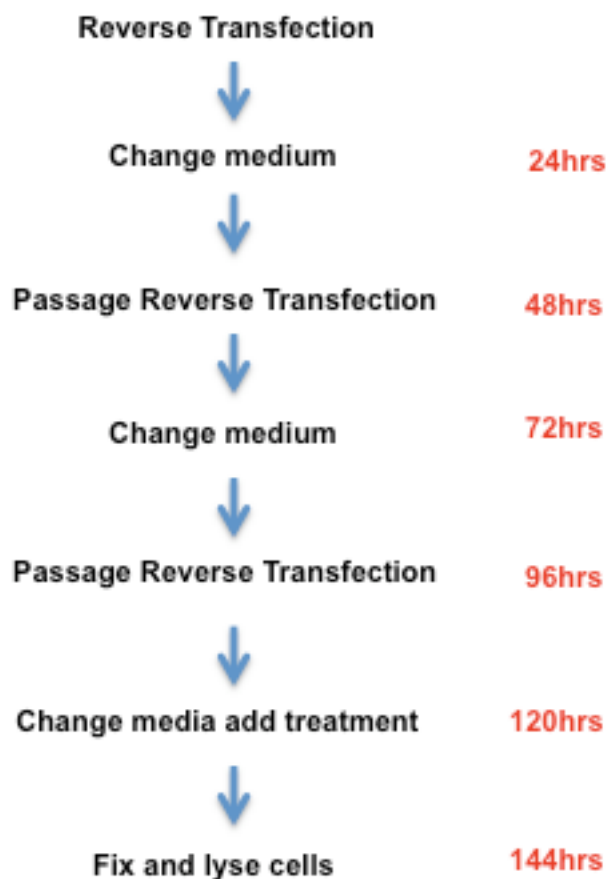 Reverse Transfection
Change medium 24hrs
Passage Reverse Transfection 48hrs
Change medium 72hrs
Passage Reverse Transfection 96hrs
Change media add treatment 120hrs
Fix and lyse cells 144hrs